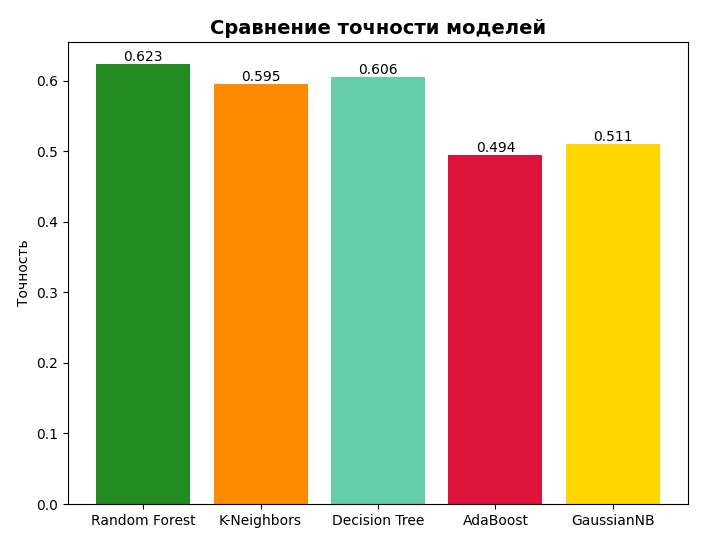 Сравнение точности моделей
0.623
0.595
0.606
0.494
0.511
Точность
0.6
0.5
0.4
0.3
0.2
0.1
0.0
Random Forest
K-Neighbors
Decision Tree
AdaBoost
GaussianNB